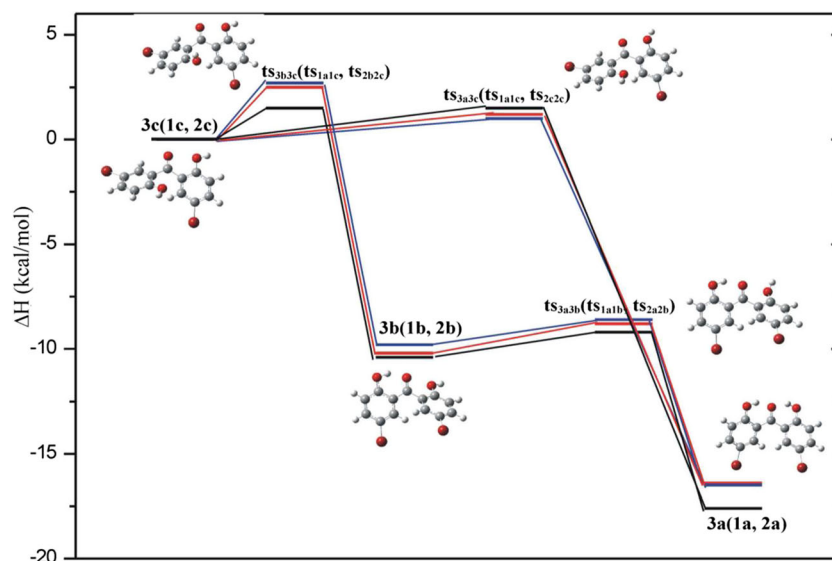 5
ts3b3c(ts1a1c, ts2b2c)
ts3a3c(ts1a1c, ts2c2c)
0
3c(1c, 2c)
-5
ΔH (kcal/mol)
3b(1b, 2b)
ts3a3b(ts1a1b, ts2a2b)
-10
-15
3a(1a, 2a)
-20